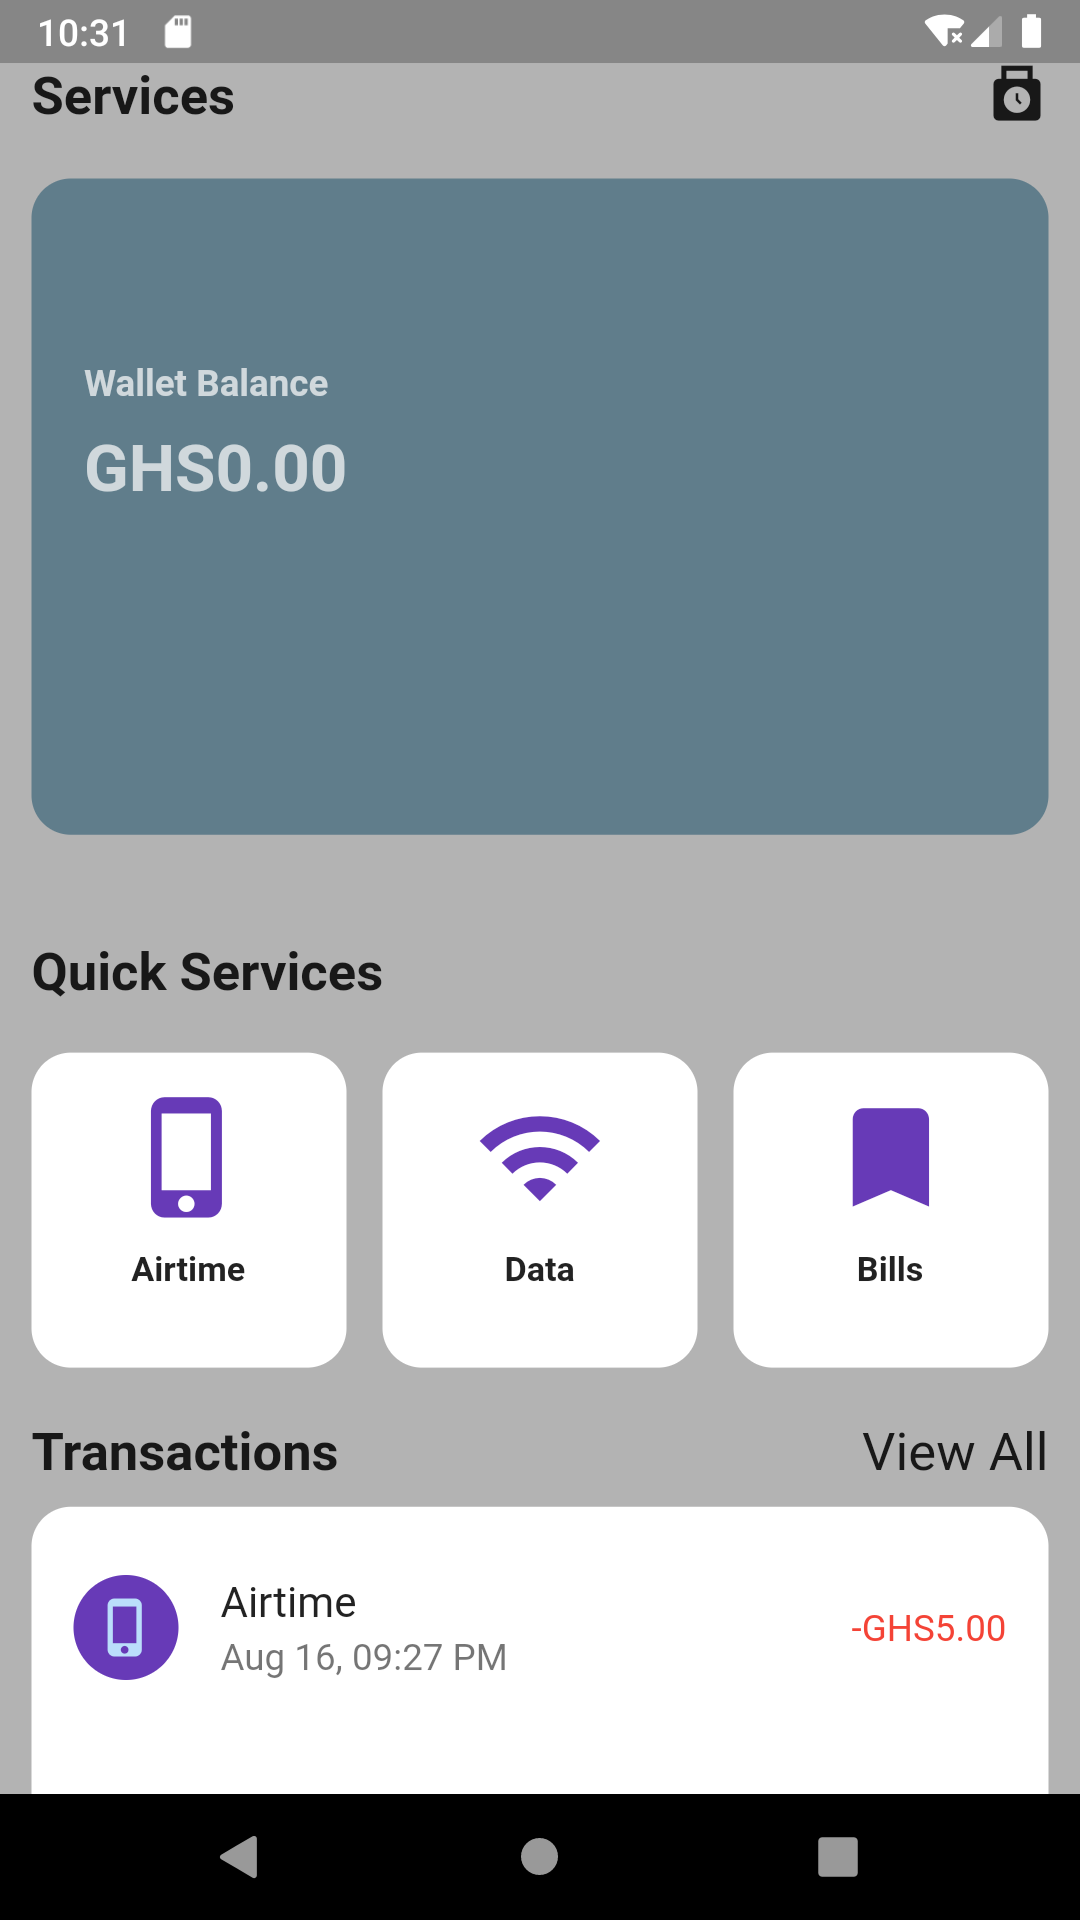 10:31
Services
Wallet Balance
GHS0.00
Quick Services
Airtime
Data
Bills
Transactions
View All
Airtime
Aug 16, 09:27 PM
-GHS5.00